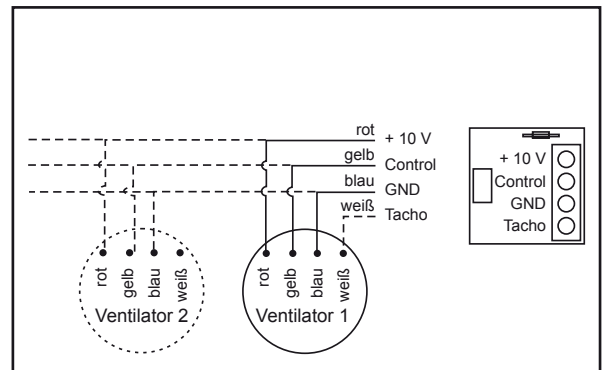 rot + 10 V
gelb Control
blau GND
weiß Tacho
+ 10 V
Control
GND
Tacho
rot gelb blau weiß
Ventilator 2
rot gelb blau weiß
Ventilator 1